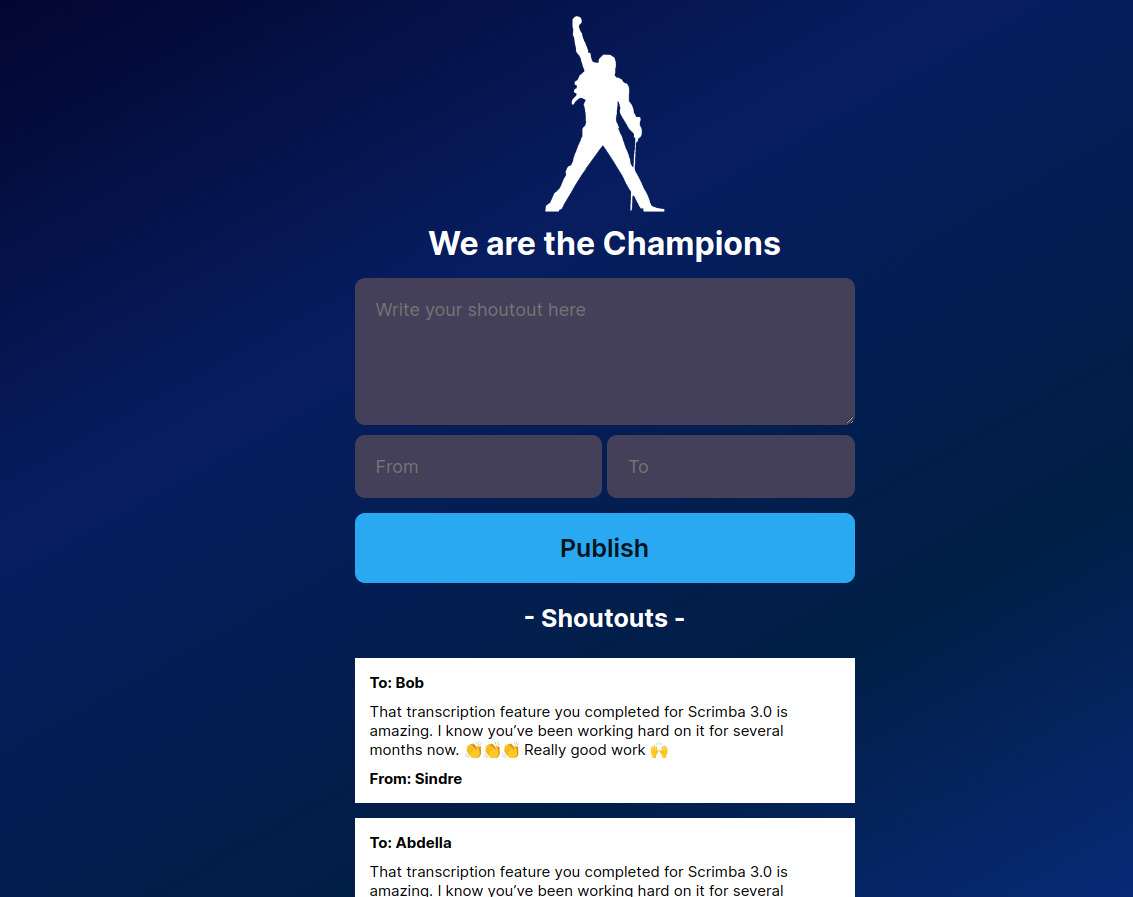 We are the Champions
Write your shoutout here
From
To
Publish
- Shoutouts -
To: Bob
That transcription feature you completed for Scrimba 3.0 is
amazing. I know you’ve been working hard on it for several
months now. 👏👏👏 Really good work 🙌
From: Sindre
To: Abdella
That transcription feature you completed for Scrimba 3.0 is
amazing. I know you’ve been working hard on it for several